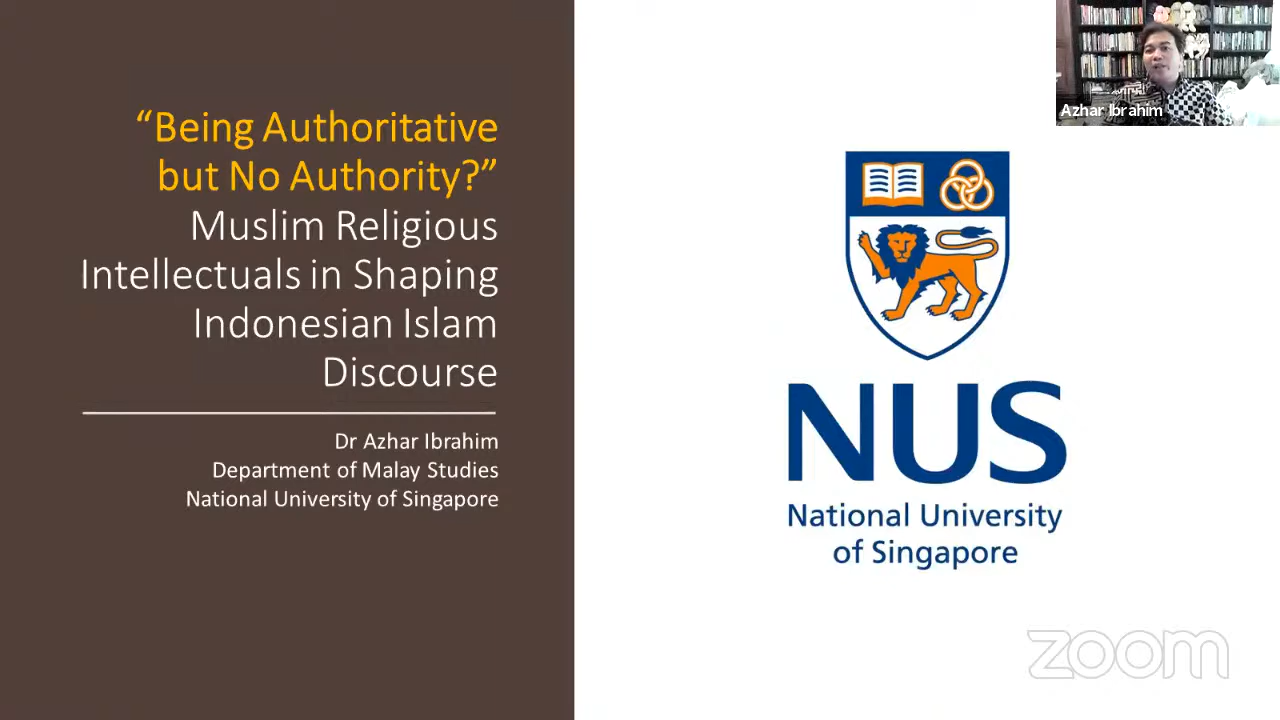 “Being Authoritative
but No Authority?”
Muslim Religious
Intellectuals in Shaping
Indonesian Islam
Discourse
Dr Azhar Ibrahim
Department of Malay Studies
National University of Singapore
Azhar Ibrahim
NUS
National University
of Singapore
zoom